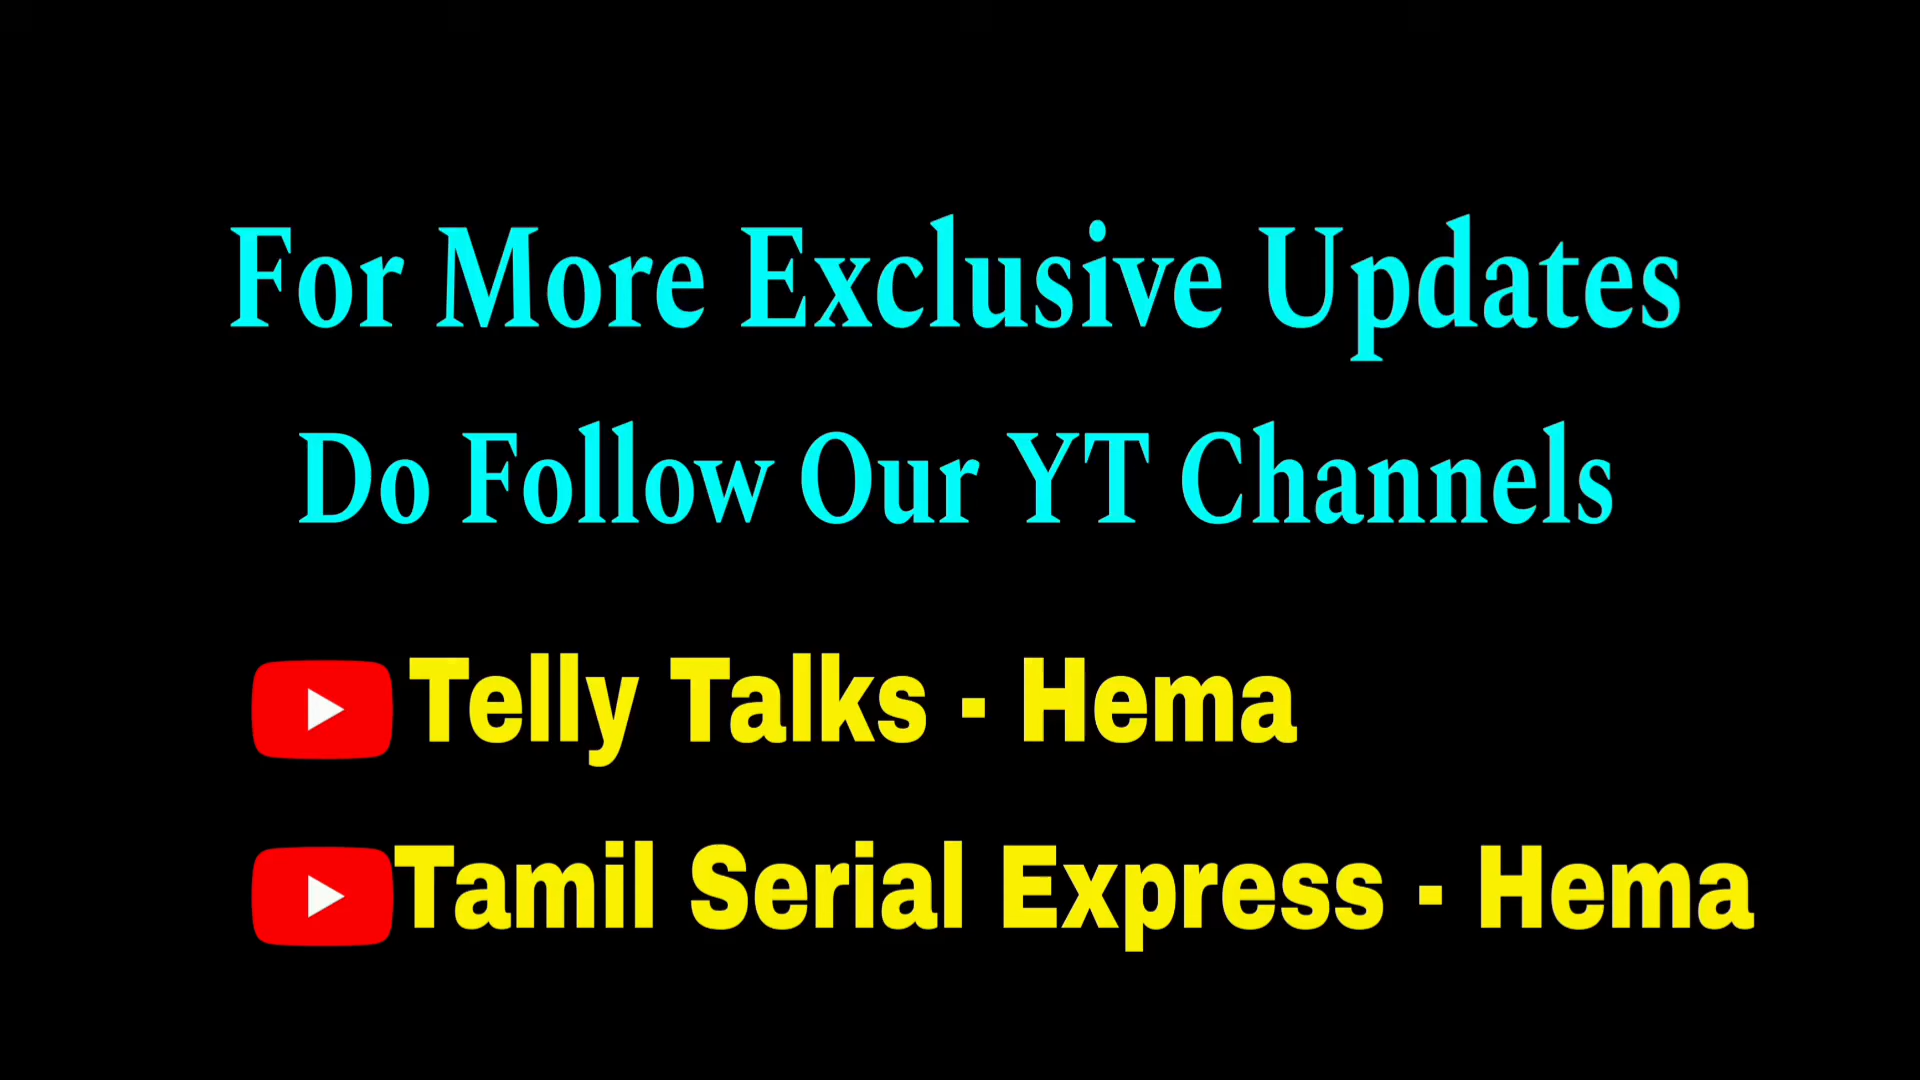 For More Exclusive Updates
Do Follow Our YT Channels
Telly Talks - Hema
Tamil Serial Express - Hema